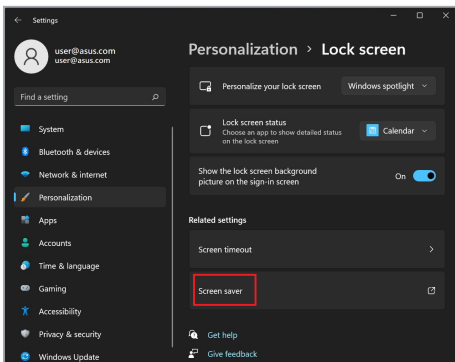 Settings
user@asus.com
user@asus.com
Find a setting
System
Bluetooth & devices
Network & internet
Personalization
Apps
Accounts
Time & language
Gaming
Accessibility
Privacy & security
Windows Update
Personalization > Lock screen
Personalize your lock screen
Windows spotlight
Lock screen status
Choose an app to show detailed status
on the lock screen
Calendar
Show the lock screen background
picture on the sign-in screen
On
Related settings
Screen timeout
Screen saver
Get help
Give feedback